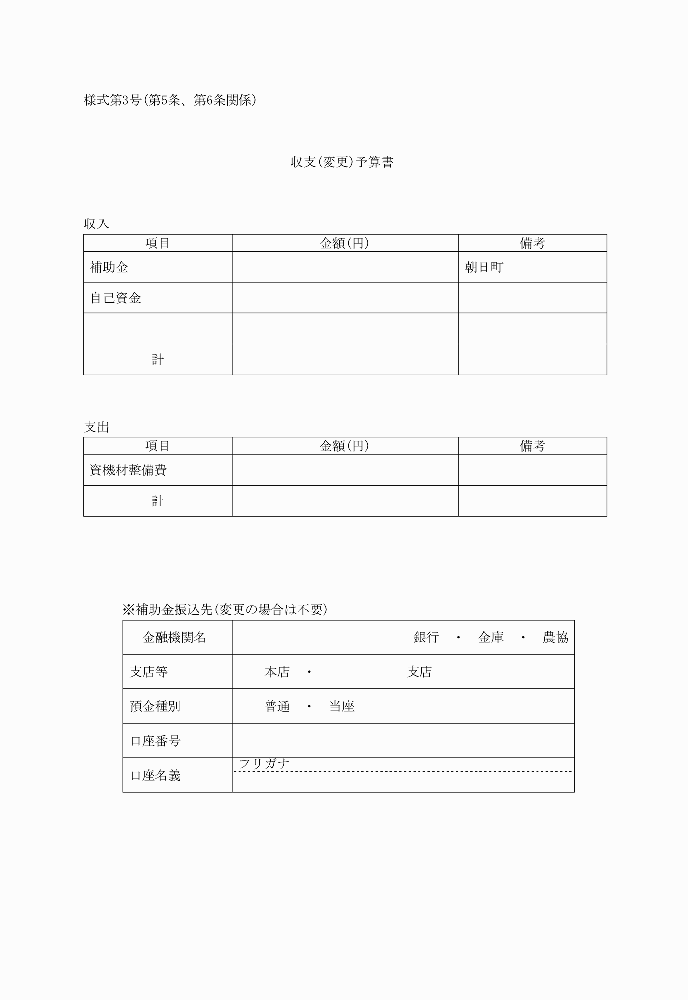 様式第3号(第5条、第6条関係)
収支(変更)予算書
収入
項目 金額(円) 備考
補助金 朝日町
自己資金
計
支出
項目 金額(円) 備考
資機材整備費
計
※補助金振込先(変更の場合は不要)
金融機関名 銀行 ・ 金庫 ・ 農協
支店等 本店 ・ 支店
預金種別 普通 ・ 当座
口座番号
口座名義 フリガナ